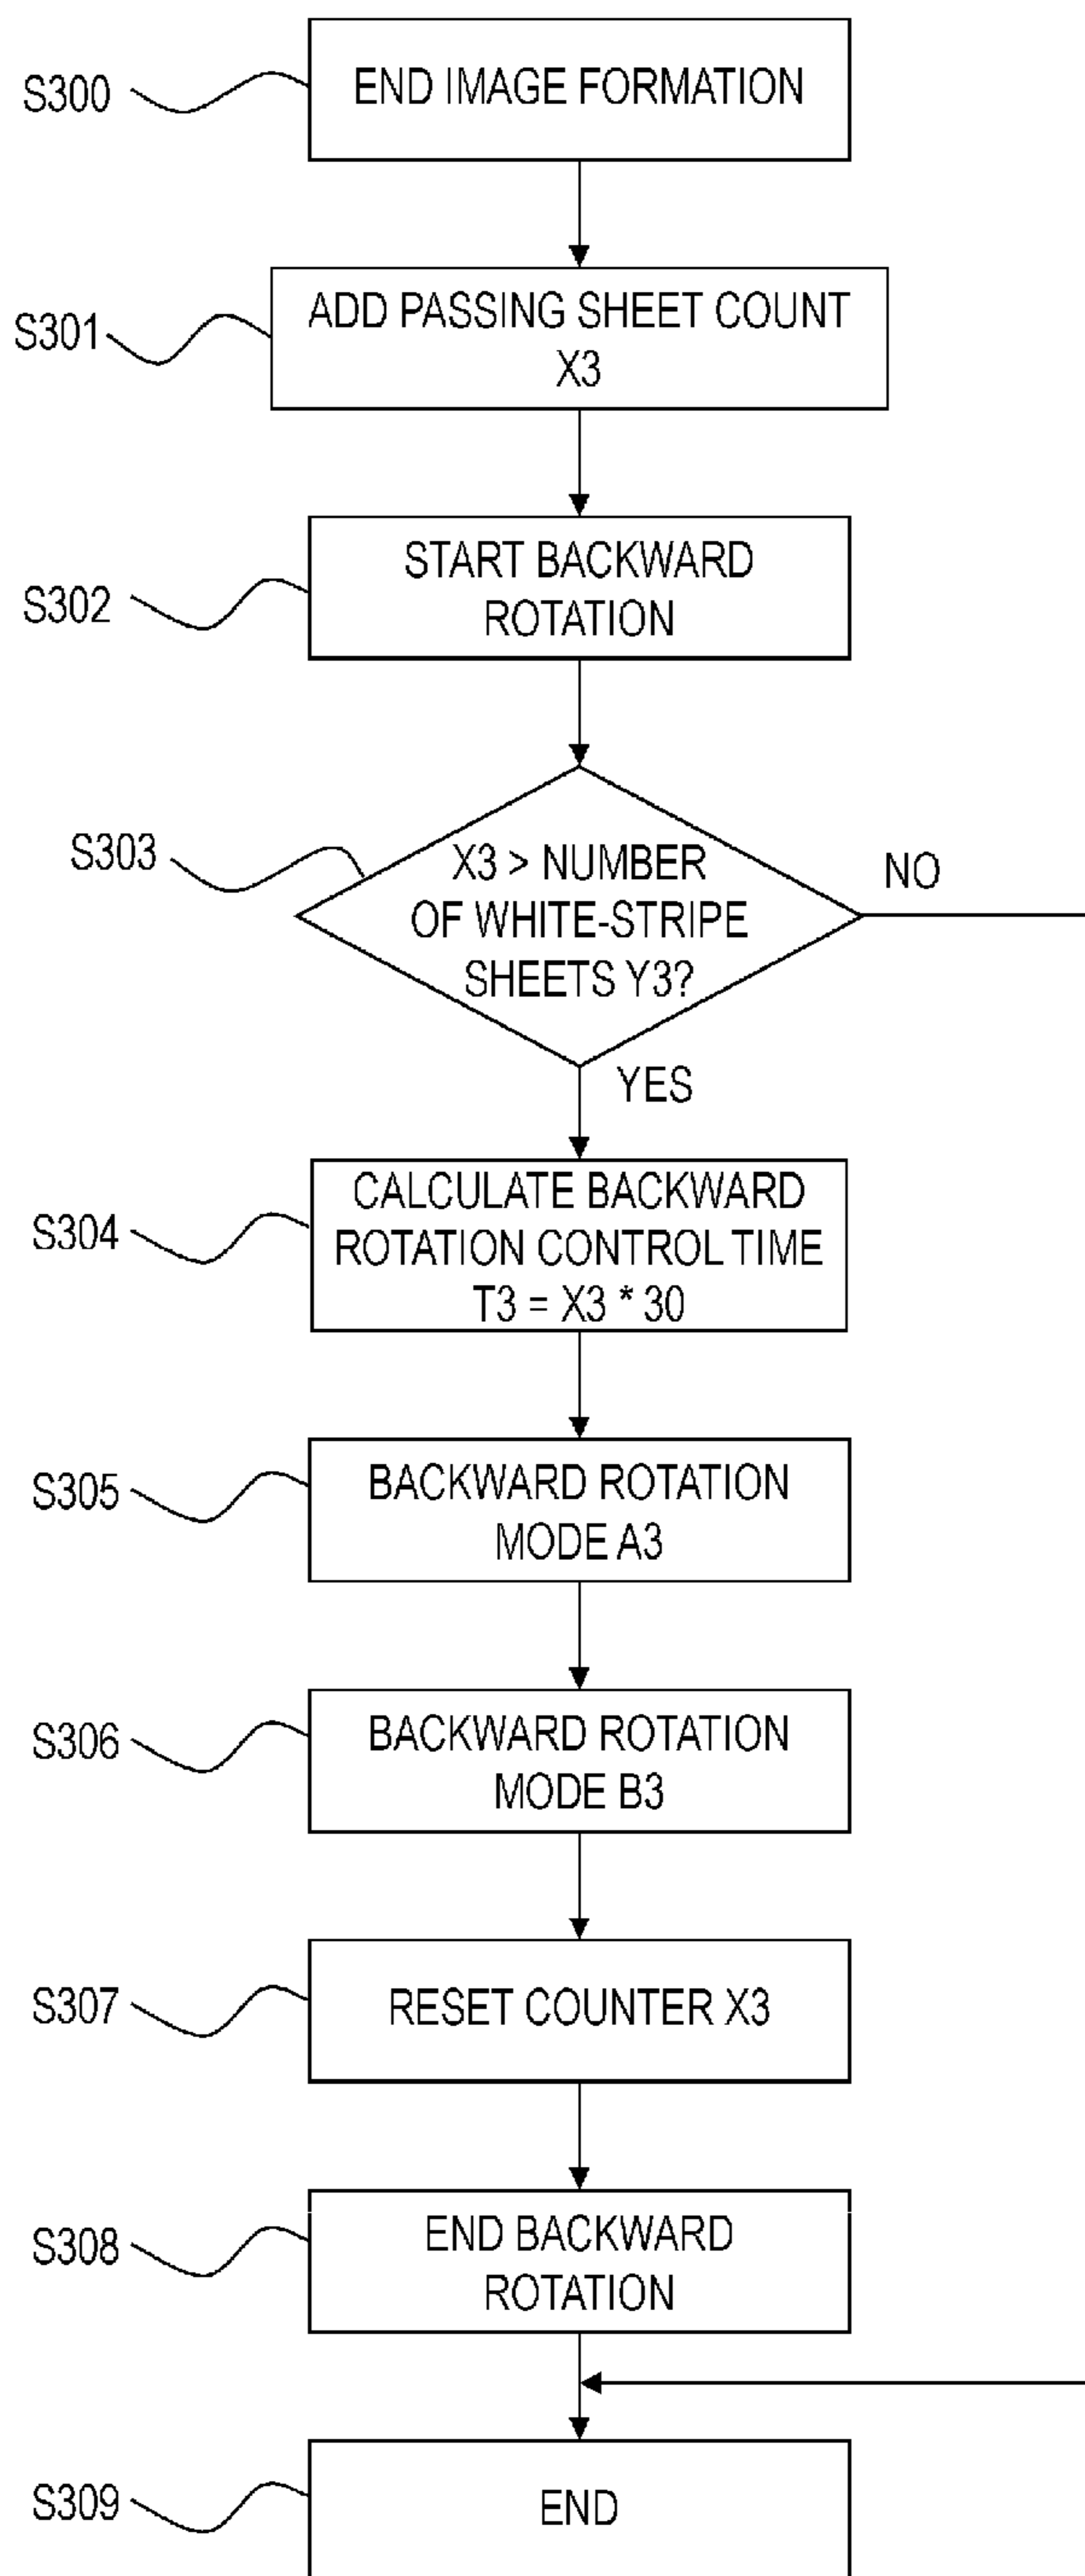 S300
END IMAGE FORMATION
S301
ADD PASSING SHEET COUNT
X3
S302
START BACKWARD
ROTATION
S303
X3 > NUMBER
OF WHITE-STRIPE
SHEETS Y3?
NO
YES
S304
CALCULATE BACKWARD
ROTATION CONTROL TIME
T3 = X3 * 30
S305
BACKWARD ROTATION
MODE A3
S306
BACKWARD ROTATION
MODE B3
S307
RESET COUNTER X3
S308
END BACKWARD
ROTATION
S309
END